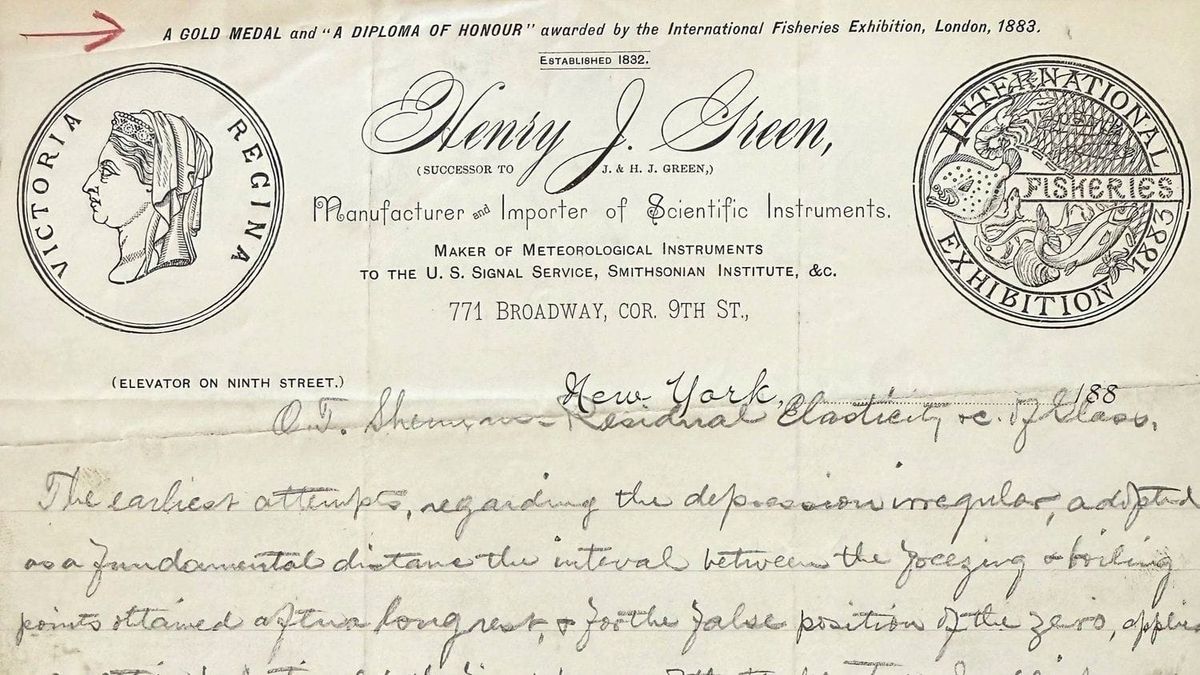 A GOLD MEDAL and "A DIPLOMA OF HONOUR" awarded by the International Fisheries Exhibition, London, 1883.
ESTABLISHED 1832.
VICTORIA REGINA
Henry J. Green,
INTERNATIONAL FISHERIES EXHIBITION 1883
(SUCCESSOR TO J. & H. J. GREEN,)
Manufacturer and Importer of Scientific Instruments.
MAKER OF METEOROLOGICAL INSTRUMENTS
TO THE U. S. SIGNAL SERVICE, SMITHSONIAN INSTITUTE, &C.
771 BROADWAY, COR. 9TH ST.,
(ELEVATOR ON NINTH STREET.)
New York, 188
O.T. Sherman - Residual Elasticity &c. of Glass.
The earliest attempts, regarding the depression irregular, adopted
as a fundamental distance the interval between the freezing & boiling
points obtained after long rest, & for the false position of the zero, applied